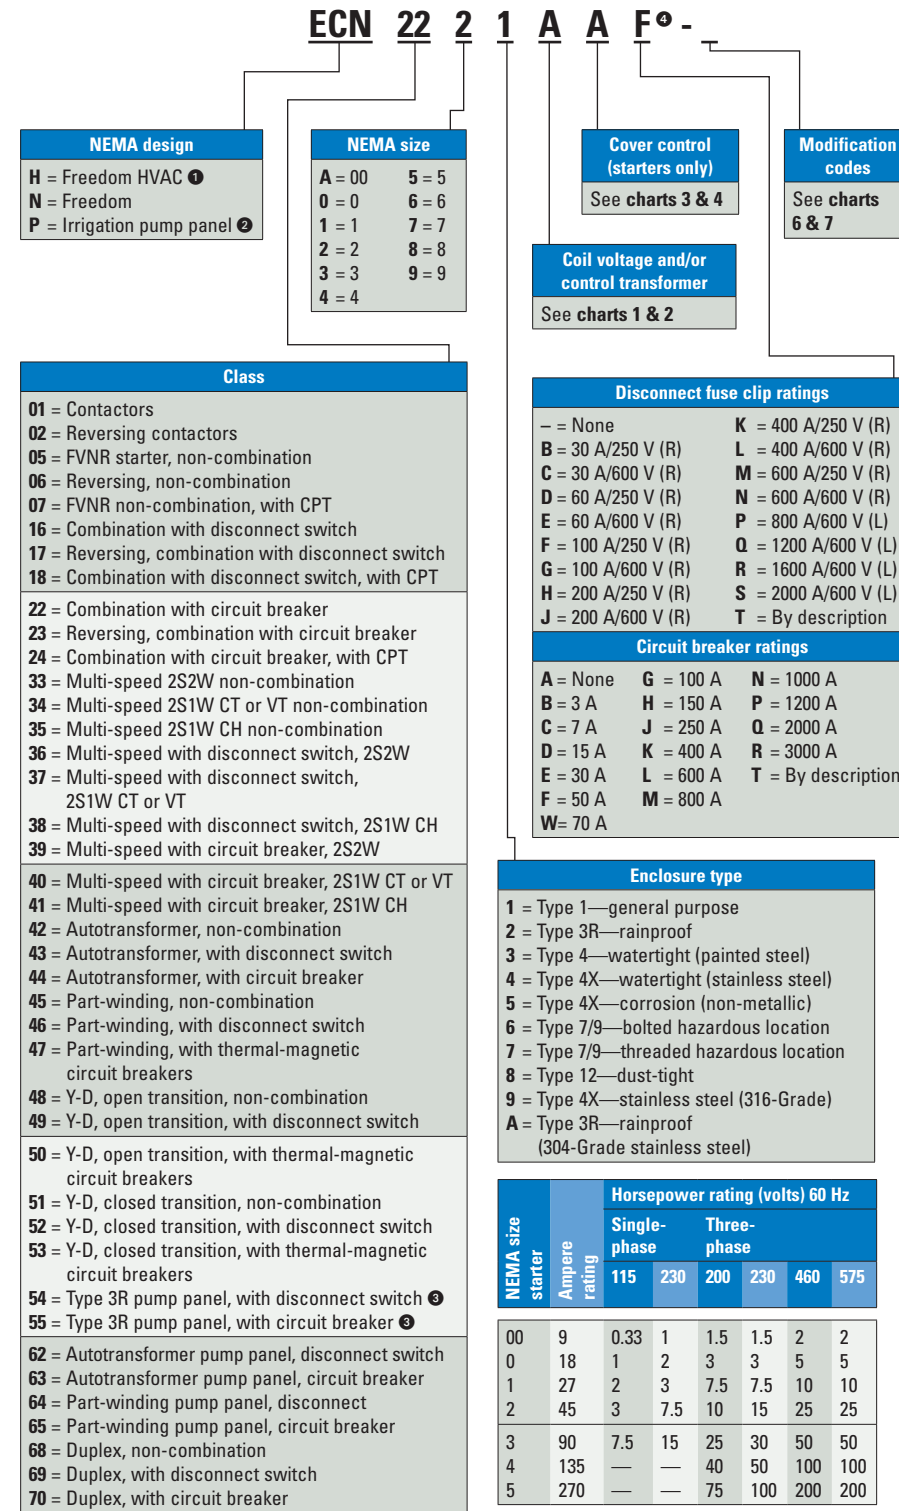 ECN 22 2 1 A A F❹ - _
NEMA design
H = Freedom HVAC ❶
N = Freedom
P = Irrigation pump panel ❷
NEMA size
A = 00 5 = 5
0 = 0 6 = 6
1 = 1 7 = 7
2 = 2 8 = 8
3 = 3 9 = 9
4 = 4
Cover control
(starters only)
See charts 3 & 4
Modification
codes
See charts
6 & 7
Coil voltage and/or
control transformer
See charts 1 & 2
Class
01 = Contactors
02 = Reversing contactors
05 = FVNR starter, non-combination
06 = Reversing, non-combination
07 = FVNR non-combination, with CPT
16 = Combination with disconnect switch
17 = Reversing, combination with disconnect switch
18 = Combination with disconnect switch, with CPT
22 = Combination with circuit breaker
23 = Reversing, combination with circuit breaker
24 = Combination with circuit breaker, with CPT
33 = Multi-speed 2S2W non-combination
34 = Multi-speed 2S1W CT or VT non-combination
35 = Multi-speed 2S1W CH non-combination
36 = Multi-speed with disconnect switch, 2S2W
37 = Multi-speed with disconnect switch,
2S1W CT or VT
38 = Multi-speed with disconnect switch, 2S1W CH
39 = Multi-speed with circuit breaker, 2S2W
40 = Multi-speed with circuit breaker, 2S1W CT or VT
41 = Multi-speed with circuit breaker, 2S1W CH
42 = Autotransformer, non-combination
43 = Autotransformer, with disconnect switch
44 = Autotransformer, with circuit breaker
45 = Part-winding, non-combination
46 = Part-winding, with disconnect switch
47 = Part-winding, with thermal-magnetic
circuit breakers
48 = Y-D, open transition, non-combination
49 = Y-D, open transition, with disconnect switch
50 = Y-D, open transition, with thermal-magnetic
circuit breakers
51 = Y-D, closed transition, non-combination
52 = Y-D, closed transition, with disconnect switch
53 = Y-D, closed transition, with thermal-magnetic
circuit breakers
54 = Type 3R pump panel, with disconnect switch ❸
55 = Type 3R pump panel, with circuit breaker ❸
62 = Autotransformer pump panel, disconnect switch
63 = Autotransformer pump panel, circuit breaker
64 = Part-winding pump panel, disconnect
65 = Part-winding pump panel, circuit breaker
68 = Duplex, non-combination
69 = Duplex, with disconnect switch
70 = Duplex, with circuit breaker
Disconnect fuse clip ratings
– = None K = 400 A/250 V (R)
B = 30 A/250 V (R) L = 400 A/600 V (R)
C = 30 A/600 V (R) M = 600 A/250 V (R)
D = 60 A/250 V (R) N = 600 A/600 V (R)
E = 60 A/600 V (R) P = 800 A/600 V (L)
F = 100 A/250 V (R) Q = 1200 A/600 V (L)
G = 100 A/600 V (R) R = 1600 A/600 V (L)
H = 200 A/250 V (R) S = 2000 A/600 V (L)
J = 200 A/600 V (R) T = By description
Circuit breaker ratings
A = None G = 100 A N = 1000 A
B = 3 A H = 150 A P = 1200 A
C = 7 A J = 250 A Q = 2000 A
D = 15 A K = 400 A R = 3000 A
E = 30 A L = 600 A T = By description
F = 50 A M = 800 A
W= 70 A
Enclosure type
1 = Type 1—general purpose
2 = Type 3R—rainproof
3 = Type 4—watertight (painted steel)
4 = Type 4X—watertight (stainless steel)
5 = Type 4X—corrosion (non-metallic)
6 = Type 7/9—bolted hazardous location
7 = Type 7/9—threaded hazardous location
8 = Type 12—dust-tight
9 = Type 4X—stainless steel (316-Grade)
A = Type 3R—rainproof
(304-Grade stainless steel)
NEMA size
starter
Ampere
rating
Horsepower rating (volts) 60 Hz
Single- Three-
phase phase
115 230 200 230 460 575
00 9 0.33 1 1.5 1.5 2 2
0 18 1 2 3 3 5 5
1 27 2 3 7.5 7.5 10 10
2 45 3 7.5 10 15 25 25
3 90 7.5 15 25 30 50 50
4 135 — — 40 50 100 100
5 270 — — 75 100 200 200